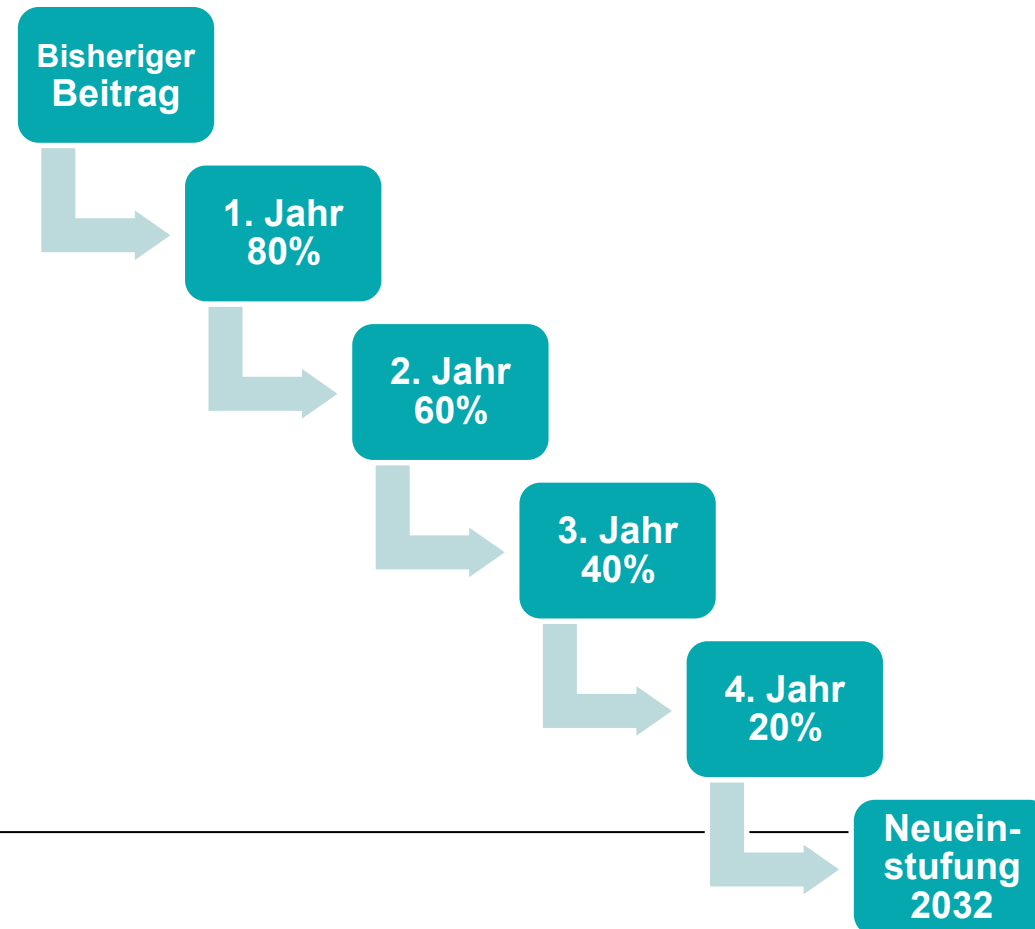 Bisheriger
Beitrag
1. Jahr
80%
2. Jahr
60%
3. Jahr
40%
4. Jahr
20%
Neuein-
stufung
2032